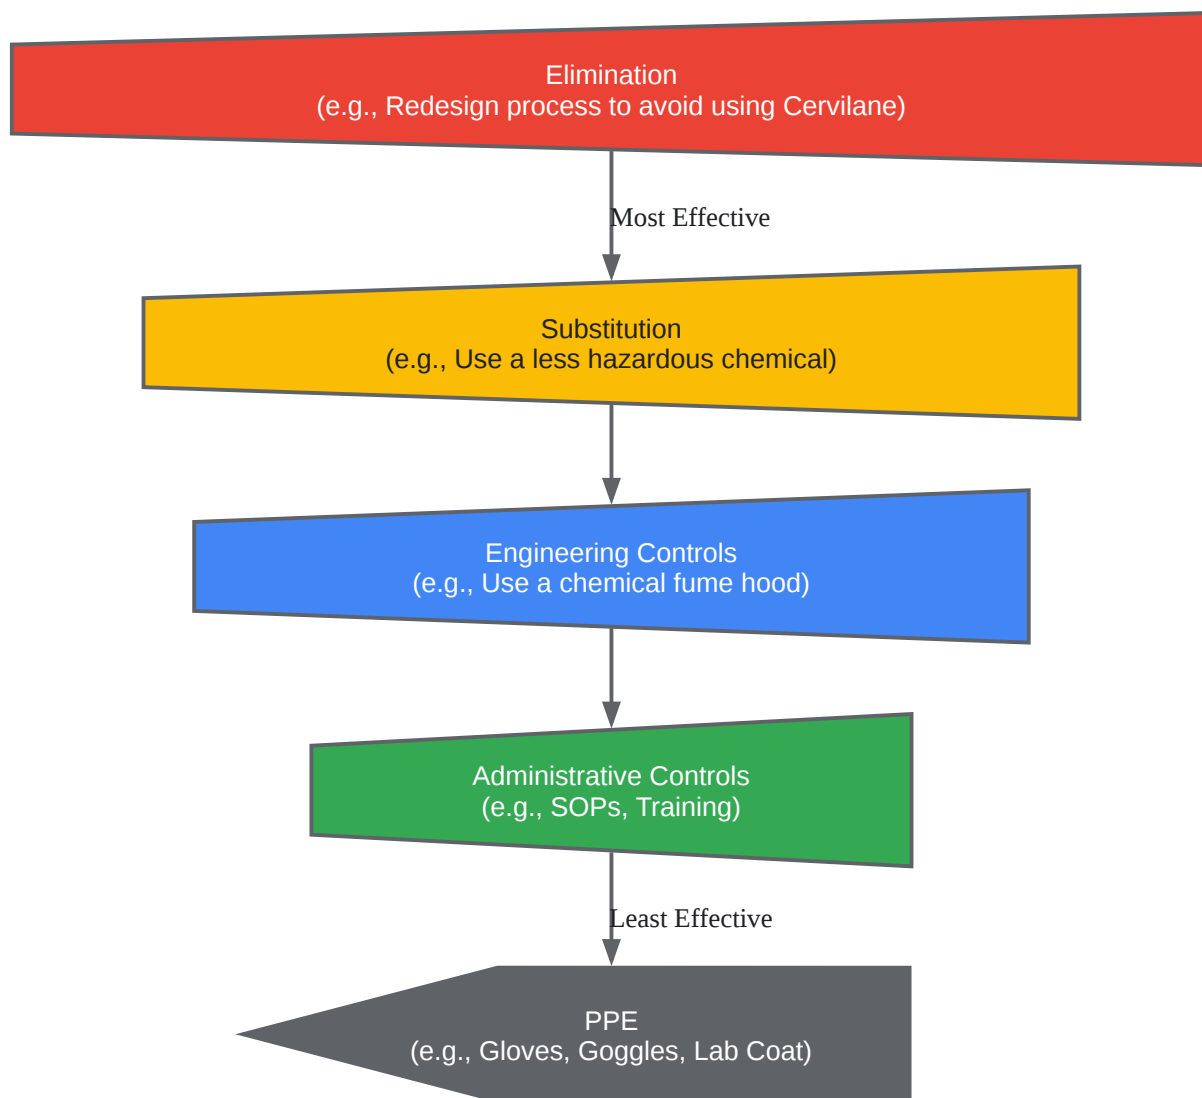 Elimination
(e.g., Redesign process to avoid using Cervilane)
Most Effective
Substitution
(e.g., Use a less hazardous chemical)
Engineering Controls
(e.g., Use a chemical fume hood)
Administrative Controls
(e.g., SOPs, Training)
Least Effective
PPE
(e.g., Gloves, Goggles, Lab Coat)